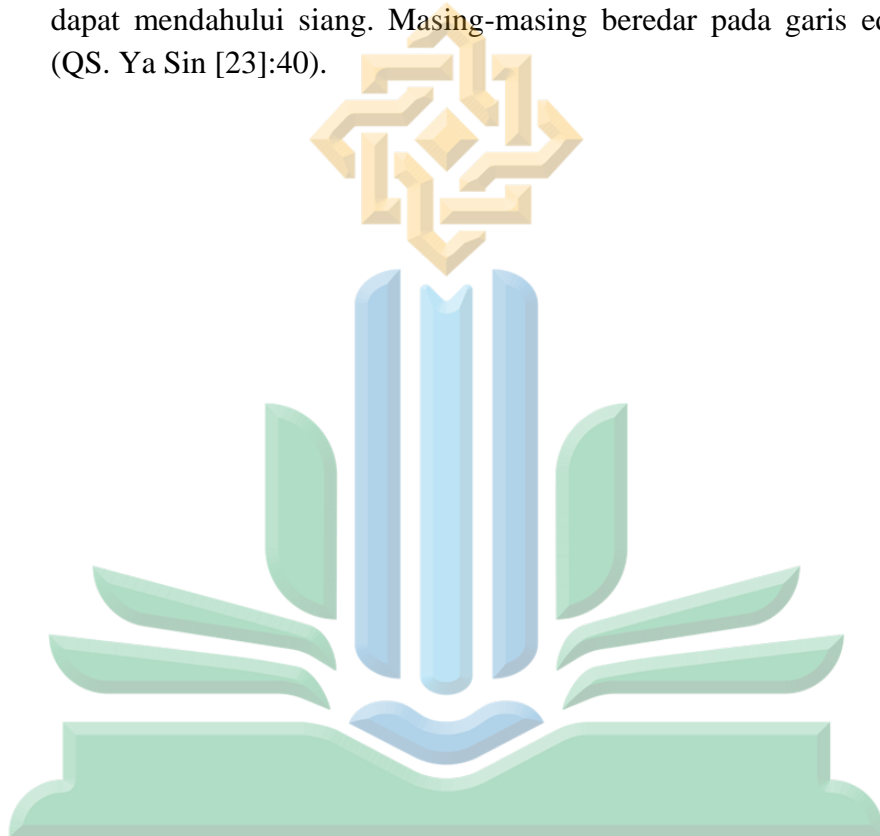 dapat mendahului siang. Masing-masing beredar pada garis
(QS. Ya Sin [23]:40).